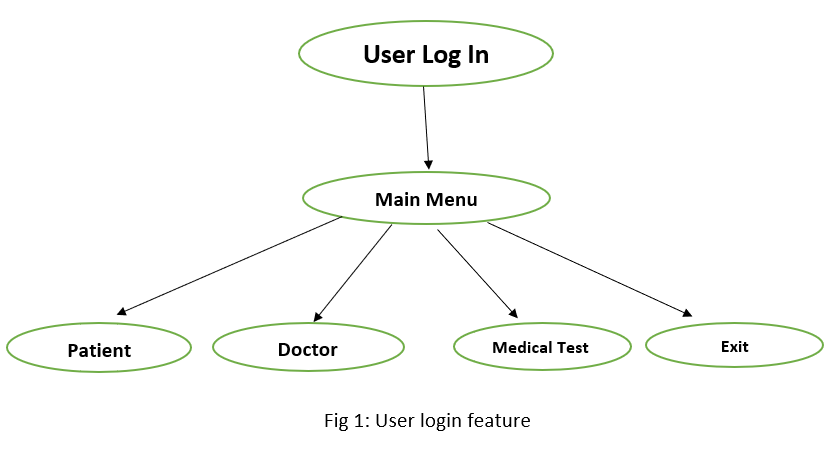 User Log In
Main Menu
Patient
Doctor
Medical Test
Exit
Fig 1: User login feature